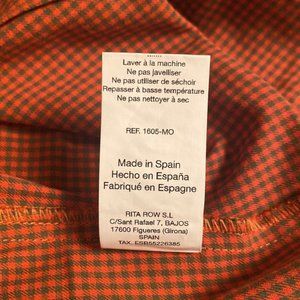 Laver à la machine
Ne pas javelliser
Ne pas utiliser de séchoir
Repasser à basse température
Ne pas nettoyer à sec
REF. 1605-MO
Made in Spain
Hecho en España
Fabriqué en Espagne
RITA ROW S.L
C/Sant Rafael 7, BAJOS
17600 Figueres (Girona)
SPAIN
TAX. ESB55226385